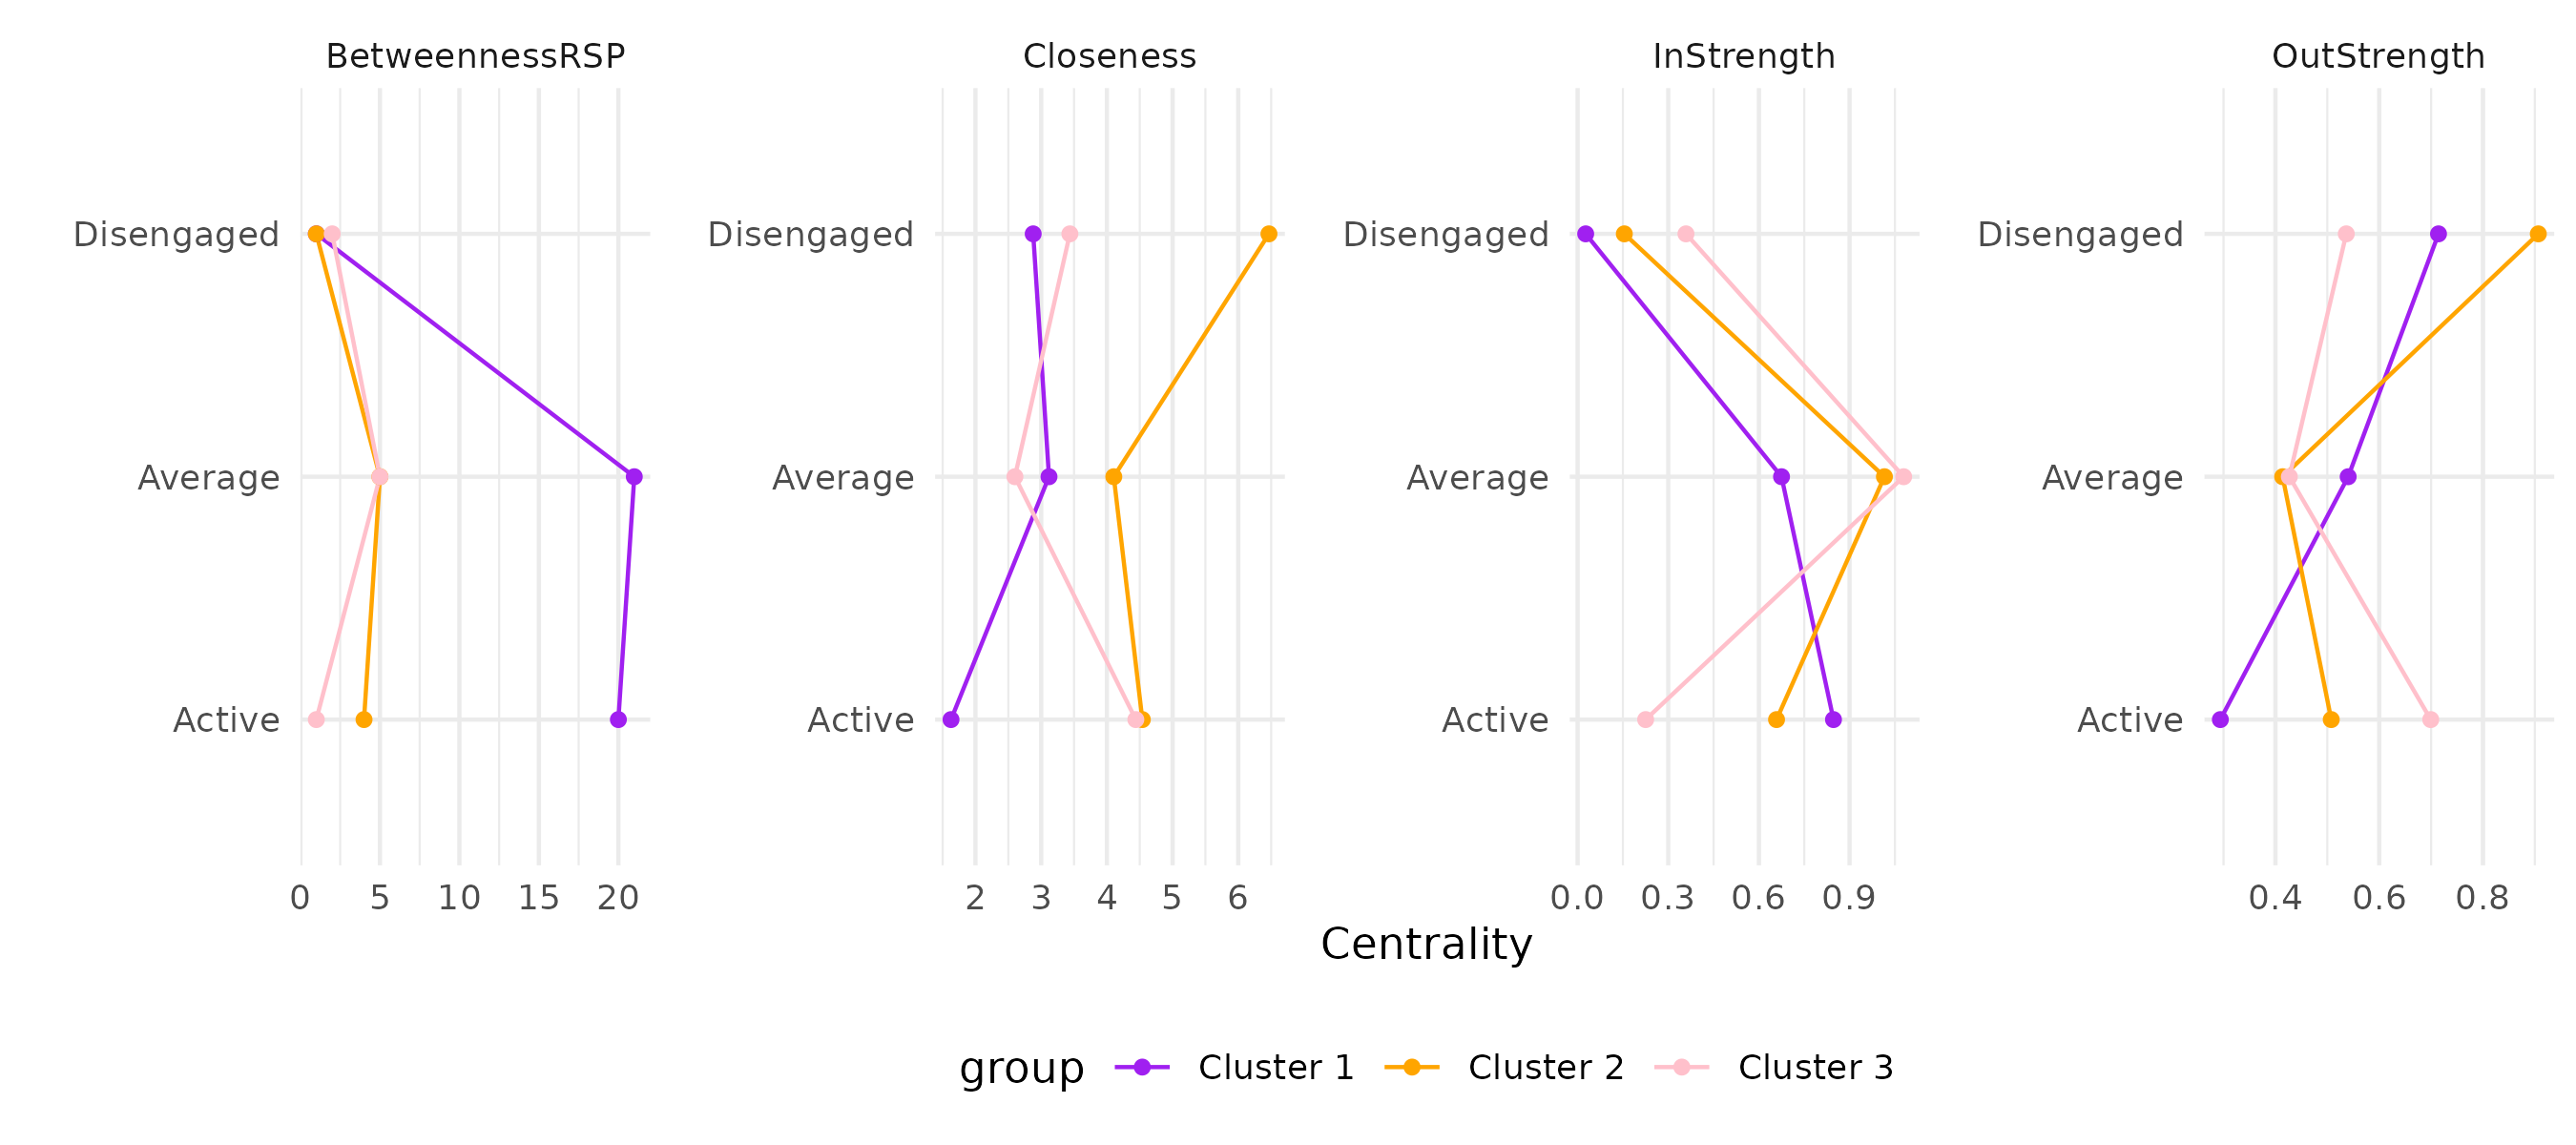 BetweennessRSP Closeness InStrength OutStrength
Disengaged Disengaged Disengaged Disengaged
Average Average Average Average
Active Active Active Active
0 5 10 15 20 2 3 4 5 6 0.0 0.3 0.6 0.9 0.4 0.6 0.8
Centrality
group Cluster 1 Cluster 2 Cluster 3